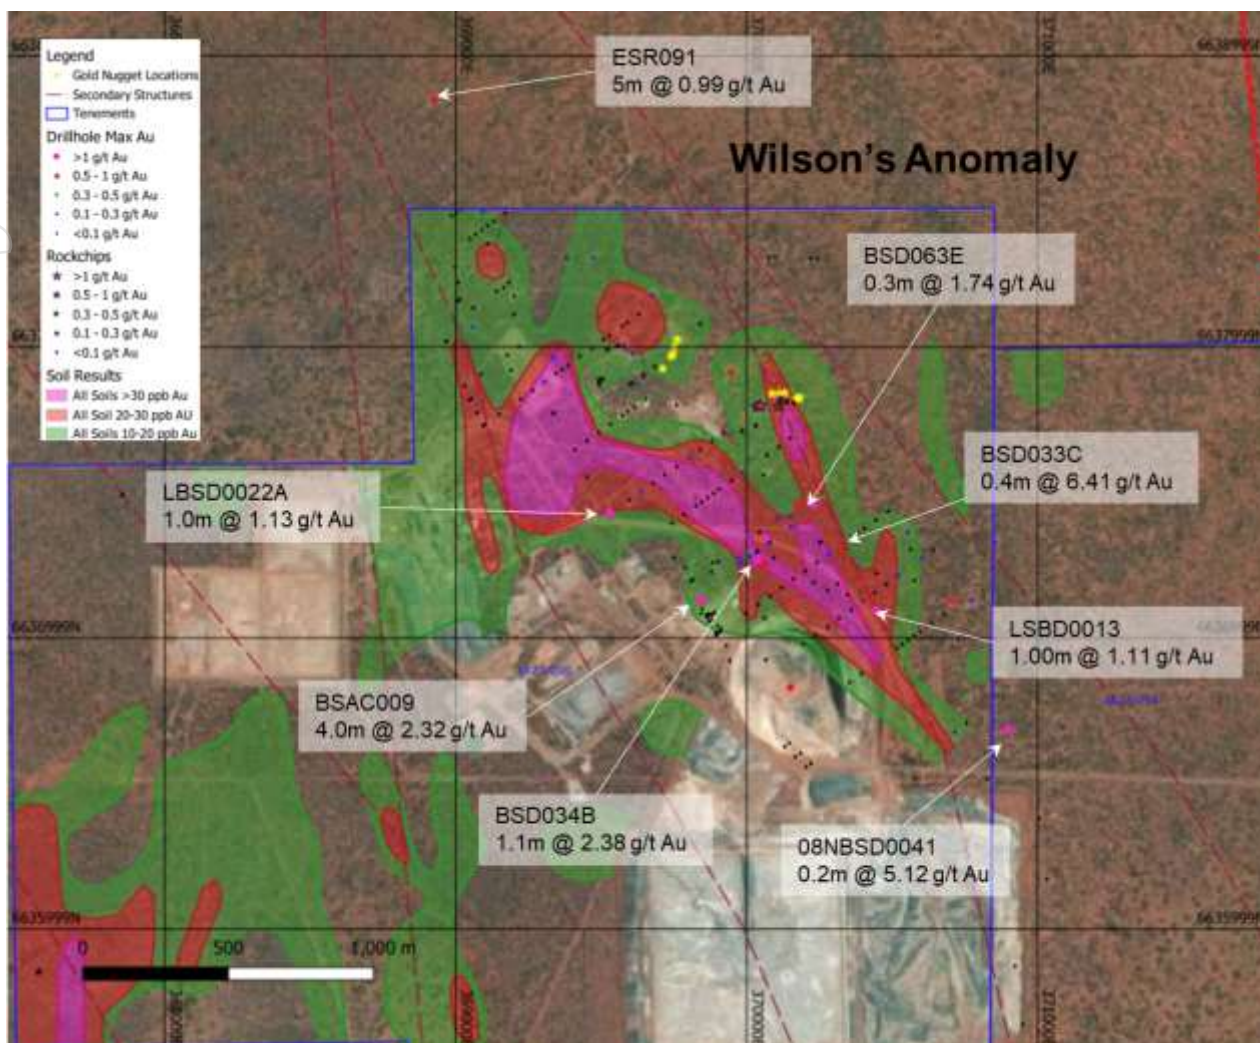 Legend
Gold Nugget Locations
Secondary Structures
Tenements
Drillhole Max Au
>1 g/t Au
0.5 - 1 g/t Au
0.3 - 0.5 g/t Au
0.1 - 0.3 g/t Au
<0.1 g/t Au
Rockchips
>1 g/t Au
0.5 - 1 g/t Au
0.3 - 0.5 g/t Au
0.1 - 0.3 g/t Au
<0.1 g/t Au
Soil Results
All Soils >30 ppb Au
All Soil 20-30 ppb AU
All Soils 10-20 ppb Au
ESR091
5m @ 0.99 g/t Au
Wilson's Anomaly
BSD063E
0.3m @ 1.74 g/t Au
BSD033C
0.4m @ 6.41 g/t Au
LBSD0022A
1.0m @ 1.13 g/t Au
LSBD0013
1.00m @ 1.11 g/t Au
BSAC009
4.0m @ 2.32 g/t Au
BSD034B
1.1m @ 2.38 g/t Au
08NBSD0041
0.2m @ 5.12 g/t Au
6637999N
6636999N
6635999N
0 500 1,000 m